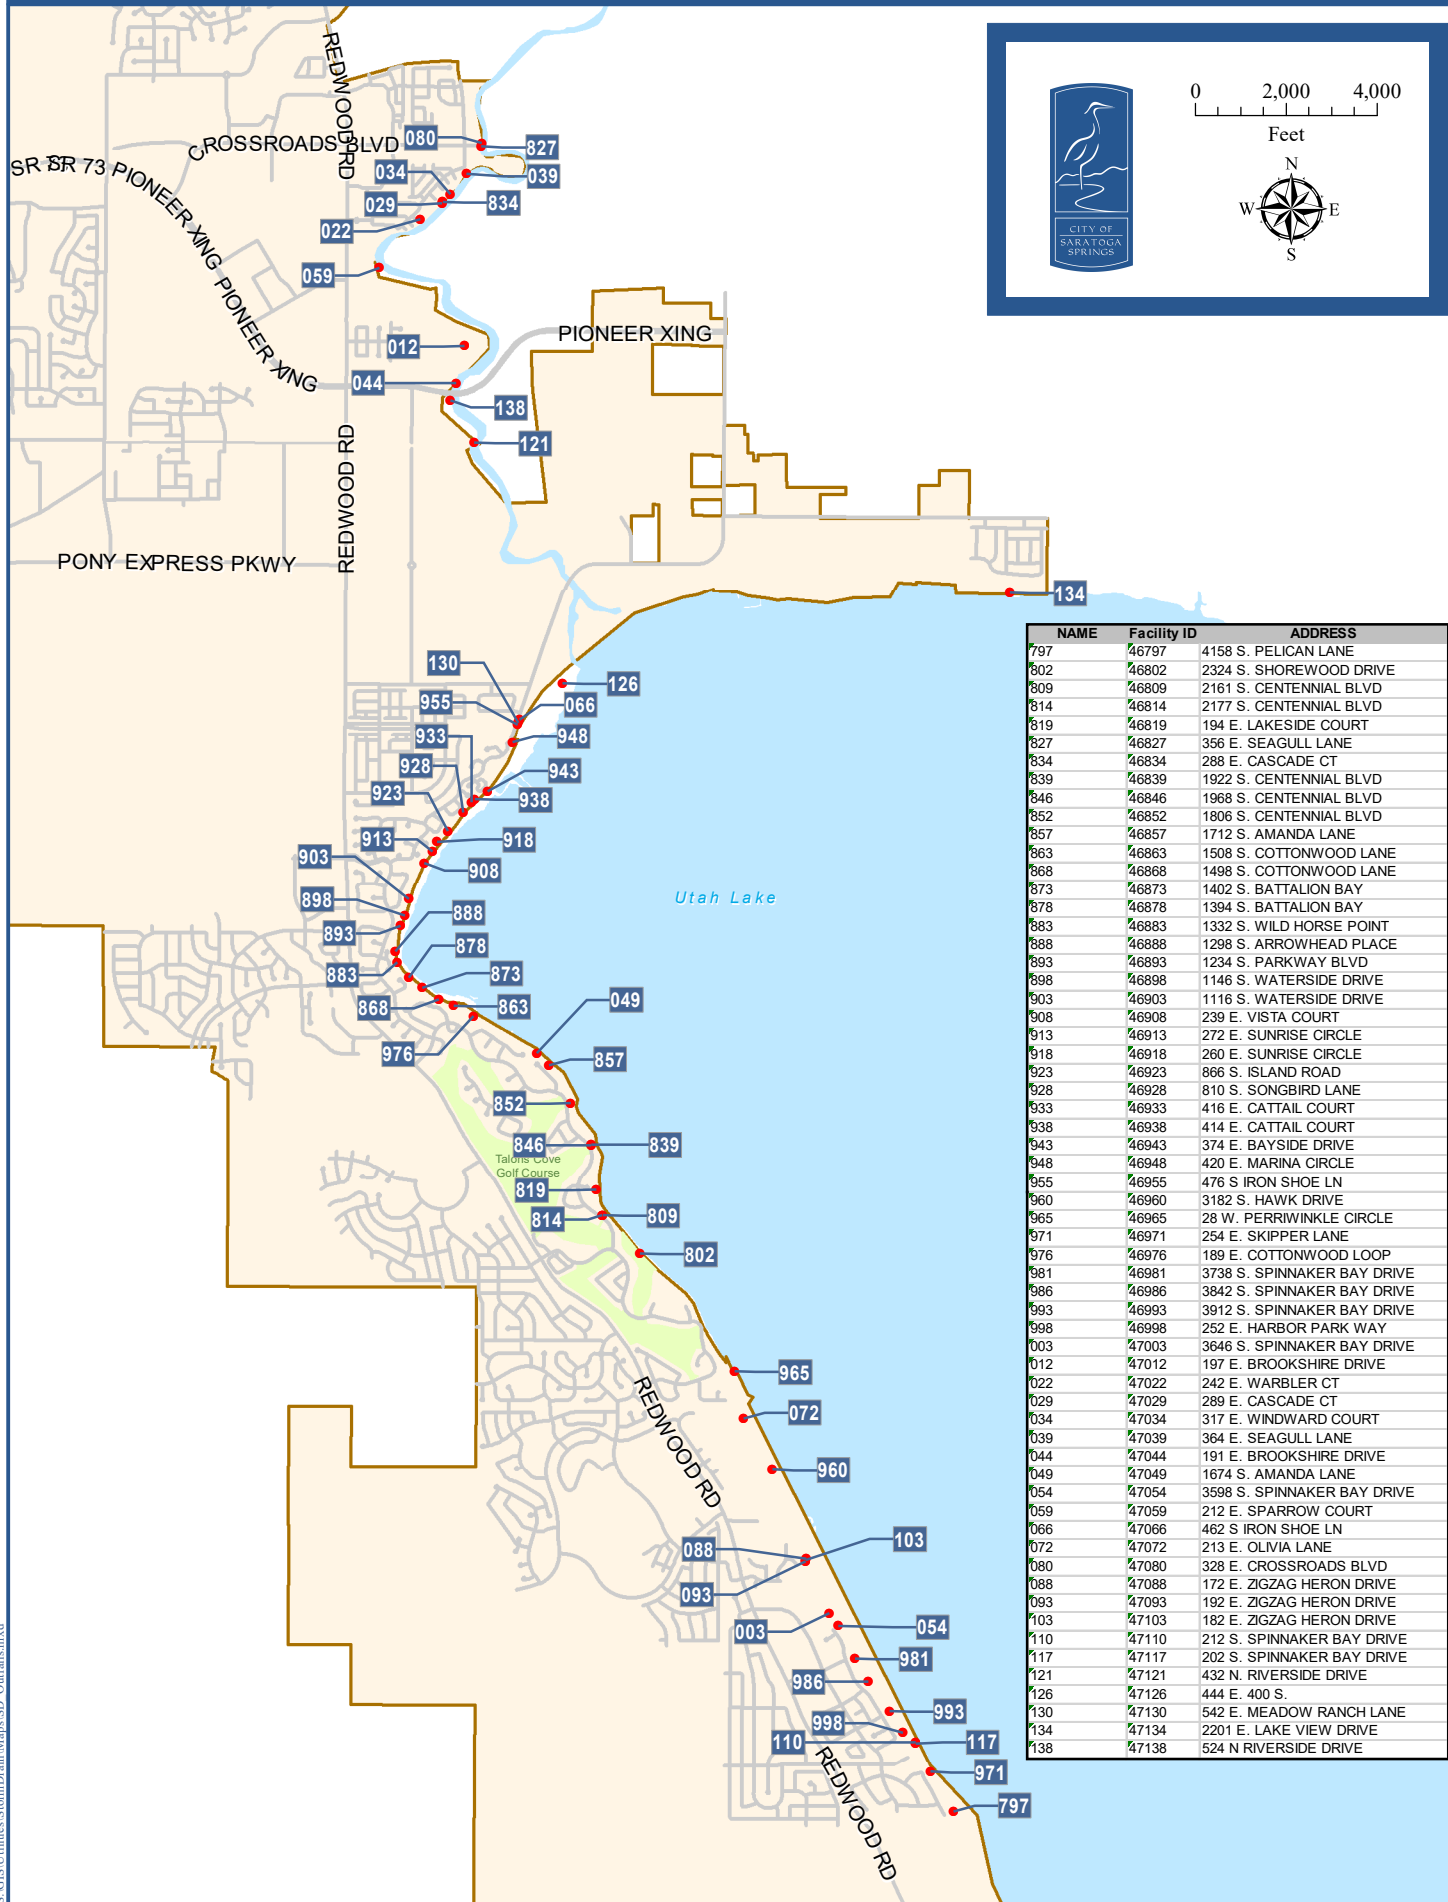 REDWOOD RD
CROSSROADS BLVD
SR 73
SR 73 PIONEER XING
PIONEER XING
080
827
034
039
029
834
022
059
012
PIONEER XING
044
138
121
REDWOOD RD
PONY EXPRESS PKWY
134
130
126
955
066
933
948
928
943
923
938
913
918
903
908
898
888
893
878
883
873
868
863
049
976
857
852
846
839
Talons Cove
Golf Course
819
814
809
802
Utah Lake
965
072
REDWOOD RD
960
103
088
093
003
054
981
986
993
998
110
117
REDWOOD RD
971
797
0 2,000 4,000
Feet
N
W E
S
CITY OF
SARATOGA
SPRINGS
NAME Facility ID ADDRESS
797 46797 4158 S. PELICAN LANE
802 46802 2324 S. SHOREWOOD DRIVE
809 46809 2161 S. CENTENNIAL BLVD
814 46814 2177 S. CENTENNIAL BLVD
819 46819 194 E. LAKESIDE COURT
827 46827 356 E. SEAGULL LANE
834 46834 288 E. CASCADE CT
839 46839 1922 S. CENTENNIAL BLVD
846 46846 1968 S. CENTENNIAL BLVD
852 46852 1806 S. CENTENNIAL BLVD
857 46857 1712 S. AMANDA LANE
863 46863 1508 S. COTTONWOOD LANE
868 46868 1498 S. COTTONWOOD LANE
873 46873 1402 S. BATTALION BAY
878 46878 1394 S. BATTALION BAY
883 46883 1332 S. WILD HORSE POINT
888 46888 1298 S. ARROWHEAD PLACE
893 46893 1234 S. PARKWAY BLVD
898 46898 1146 S. WATERSIDE DRIVE
903 46903 1116 S. WATERSIDE DRIVE
908 46908 239 E. VISTA COURT
913 46913 272 E. SUNRISE CIRCLE
918 46918 260 E. SUNRISE CIRCLE
923 46923 866 S. ISLAND ROAD
928 46928 810 S. SONGBIRD LANE
933 46933 416 E. CATTAIL COURT
938 46938 414 E. CATTAIL COURT
943 46943 374 E. BAYSIDE DRIVE
948 46948 420 E. MARINA CIRCLE
955 46955 476 S IRON SHOE LN
960 46960 3182 S. HAWK DRIVE
965 46965 28 W. PERRIWINKLE CIRCLE
971 46971 254 E. SKIPPER LANE
976 46976 189 E. COTTONWOOD LOOP
981 46981 3738 S. SPINNAKER BAY DRIVE
986 46986 3842 S. SPINNAKER BAY DRIVE
993 46993 3912 S. SPINNAKER BAY DRIVE
998 46998 252 E. HARBOR PARK WAY
003 47003 3646 S. SPINNAKER BAY DRIVE
012 47012 197 E. BROOKSHIRE DRIVE
022 47022 242 E. WARBLER CT
029 47029 289 E. CASCADE CT
034 47034 317 E. WINDWARD COURT
039 47039 364 E. SEAGULL LANE
044 47044 191 E. BROOKSHIRE DRIVE
049 47049 1674 S. AMANDA LANE
054 47054 3598 S. SPINNAKER BAY DRIVE
059 47059 212 E. SPARROW COURT
066 47066 462 S IRON SHOE LN
072 47072 213 E. OLIVIA LANE
080 47080 328 E. CROSSROADS BLVD
088 47088 172 E. ZIGZAG HERON DRIVE
093 47093 192 E. ZIGZAG HERON DRIVE
103 47103 182 E. ZIGZAG HERON DRIVE
110 47110 212 S. SPINNAKER BAY DRIVE
117 47117 202 S. SPINNAKER BAY DRIVE
121 47121 432 N. RIVERSIDE DRIVE
126 47126 444 E. 400 S.
130 47130 542 E. MEADOW RANCH LANE
134 47134 2201 E. LAKE VIEW DRIVE
138 47138 524 N RIVERSIDE DRIVE